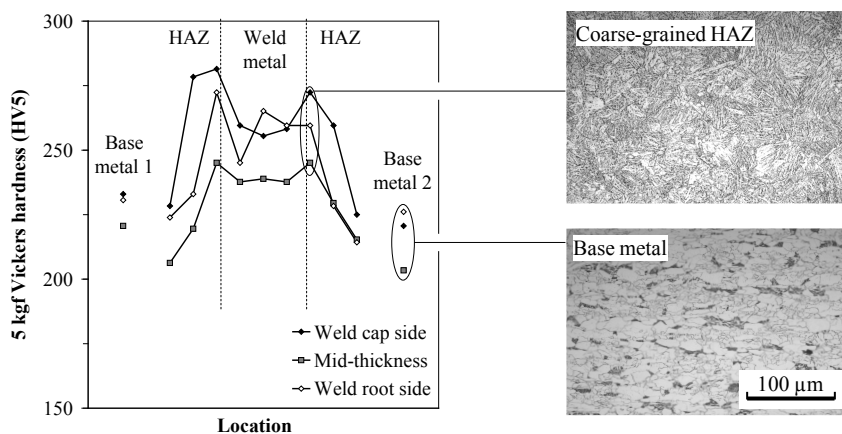 300
250
200
150
5 kgf Vickers hardness (HV5)
HAZ
Weld
metal
HAZ
Base
metal 1
Base
metal 2
Weld cap side
Mid-thickness
Weld root side
Location
Coarse-grained HAZ
Base metal
100 µm